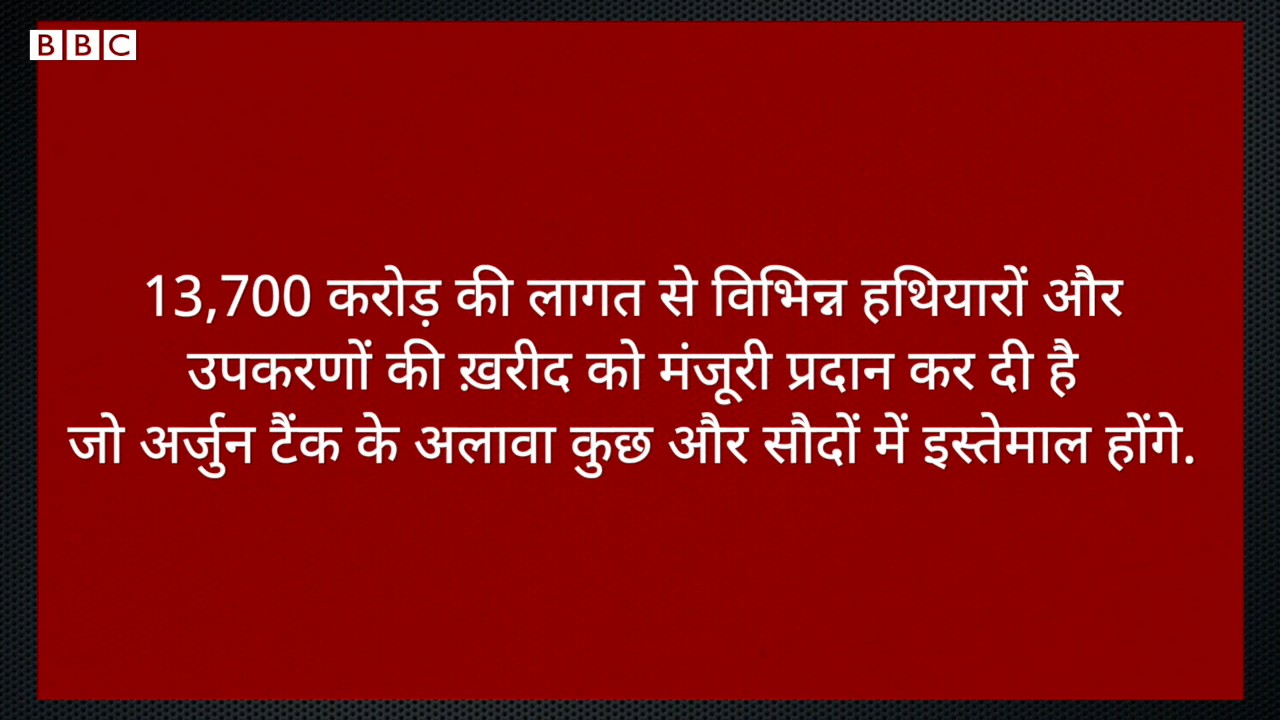 BBC
13,700 करोड़ की लागत से विभिन्न हथियारों और
उपकरणों की ख़रीद को मंजूरी प्रदान कर दी है
जो अर्जुन टैंक के अलावा कुछ और सौदों में इस्तेमाल होंगे.